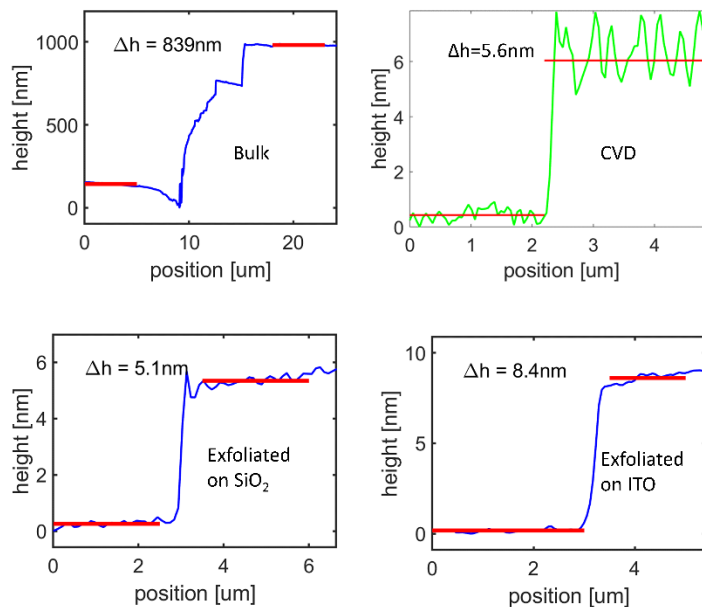 Δh = 839nm
Bulk
height [nm]
1000
500
0
0
10
20
position [um]
Δh=5.6nm
CVD
height [nm]
6
4
2
0
0
1
2
3
4
position [um]
Δh = 5.1nm
Exfoliated
on SiO₂
height [nm]
6
4
2
0
0
2
4
6
position [um]
Δh = 8.4nm
Exfoliated
on ITO
height [nm]
10
5
0
0
2
4
position [um]